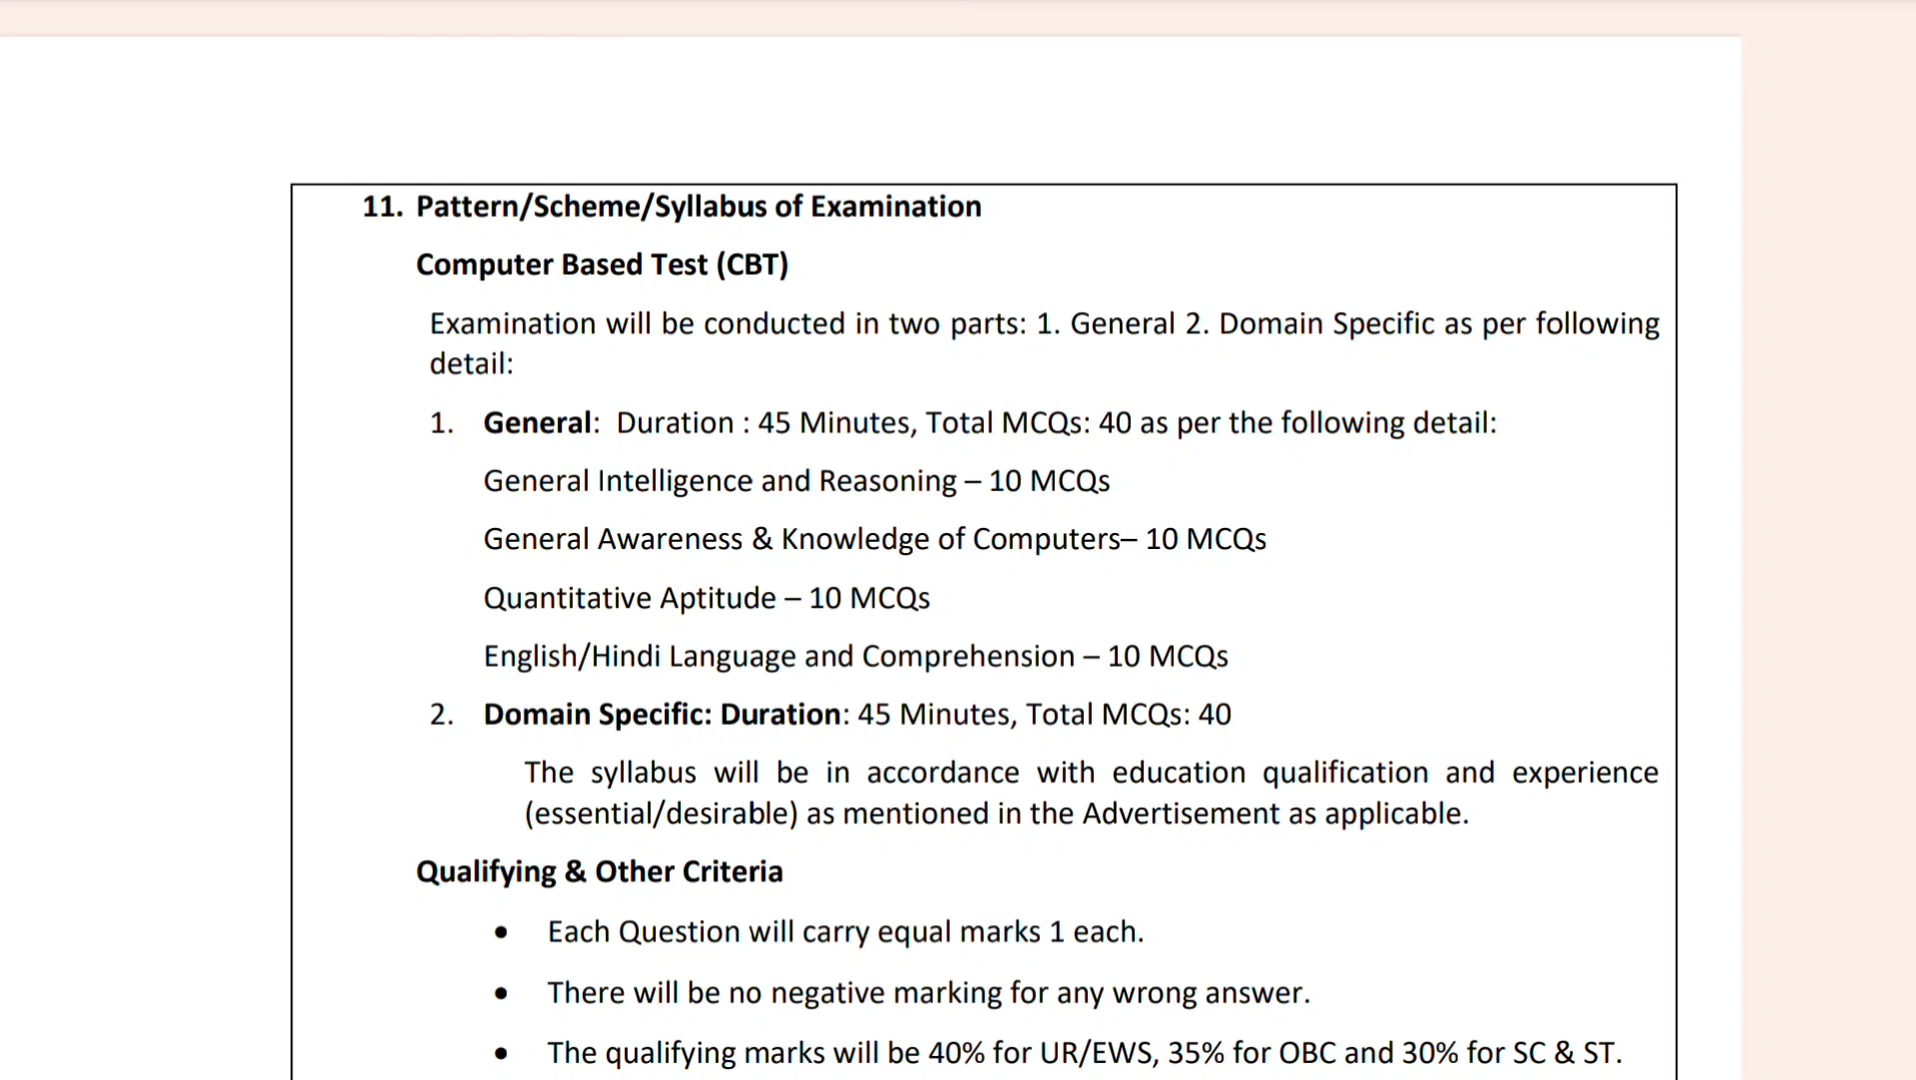 11. Pattern/Scheme/Syllabus of Examination
Computer Based Test (CBT)
Examination will be conducted in two parts: 1. General 2. Domain Specific as per following
detail:
1. General: Duration : 45 Minutes, Total MCQs: 40 as per the following detail:
General Intelligence and Reasoning – 10 MCQs
General Awareness & Knowledge of Computers– 10 MCQs
Quantitative Aptitude – 10 MCQs
English/Hindi Language and Comprehension – 10 MCQs
2. Domain Specific: Duration: 45 Minutes, Total MCQs: 40
The syllabus will be in accordance with education qualification and experience
(essential/desirable) as mentioned in the Advertisement as applicable.
Qualifying & Other Criteria
• Each Question will carry equal marks 1 each.
• There will be no negative marking for any wrong answer.
• The qualifying marks will be 40% for UR/EWS, 35% for OBC and 30% for SC & ST.